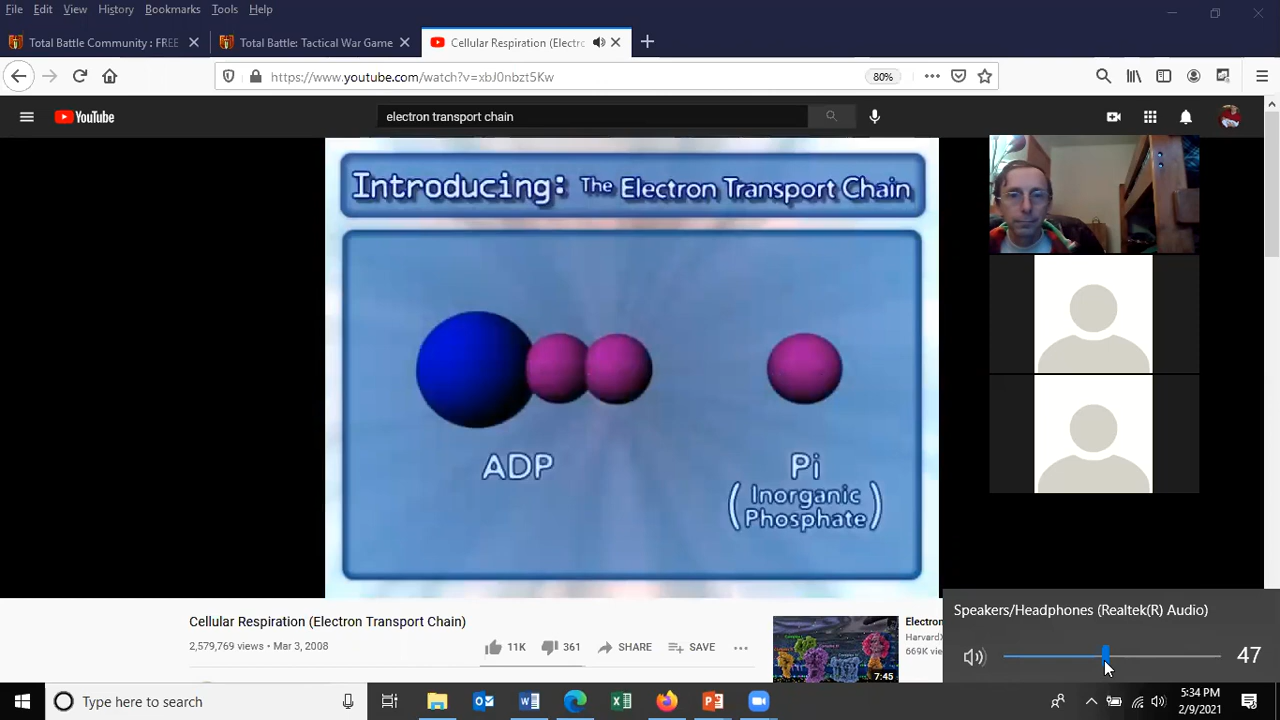 File Edit View History Bookmarks Tools Help
Total Battle Community : FREE
Total Battle: Tactical War Game
Cellular Respiration (Electro
https://www.youtube.com/watch?v=xbJ0nbzt5Kw
80%
YouTube
electron transport chain
Introducing: The Electron Transport Chain
ADP
Pi
(Inorganic
Phosphate)
Cellular Respiration (Electron Transport Chain)
2,579,769 views • Mar 3, 2008
11K 361 SHARE SAVE
7:45
Electron
HarvardX
669K view
Speakers/Headphones (Realtek(R) Audio)
47
Type here to search
5:34 PM
2/9/2021